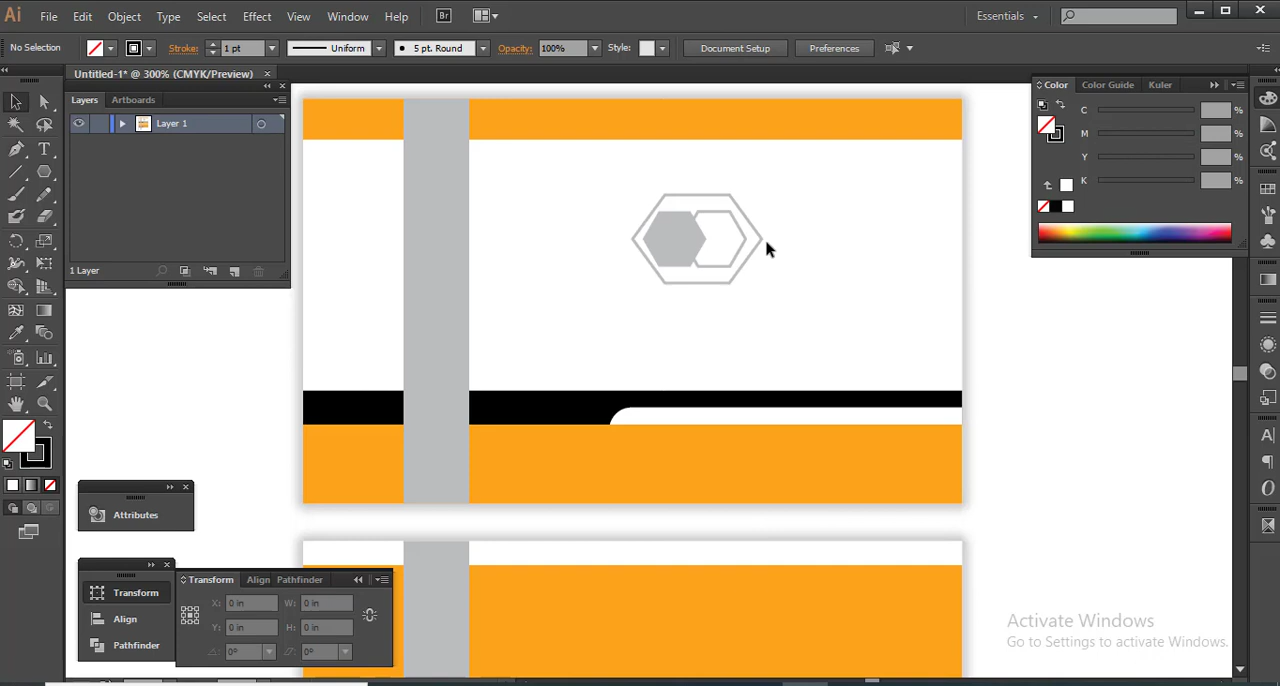 Ai File Edit Object Type Select Effect View Window Help Br Essentials
No Selection Stroke: 1 pt Uniform 5 pt. Round Opacity: 100% Style: Document Setup Preferences
Untitled-1* @ 300% (CMYK/Preview)
Layers Artboards
Layer 1
1 Layer
Color Color Guide Kuler
C %
M %
Y %
K %
Attributes
Transform
Align
Pathfinder
Transform Align Pathfinder
X: 0 in W: 0 in
Y: 0 in H: 0 in
0° 0°
Activate Windows
Go to Settings to activate Windows.